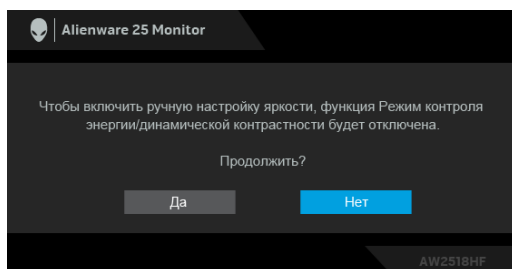 Alienware 25 Monitor
Чтобы включить ручную настройку яркости, функция Режим контроля
энергии/динамической контрастности будет отключена.
Продолжить?
Да
Нет
AW2518HF